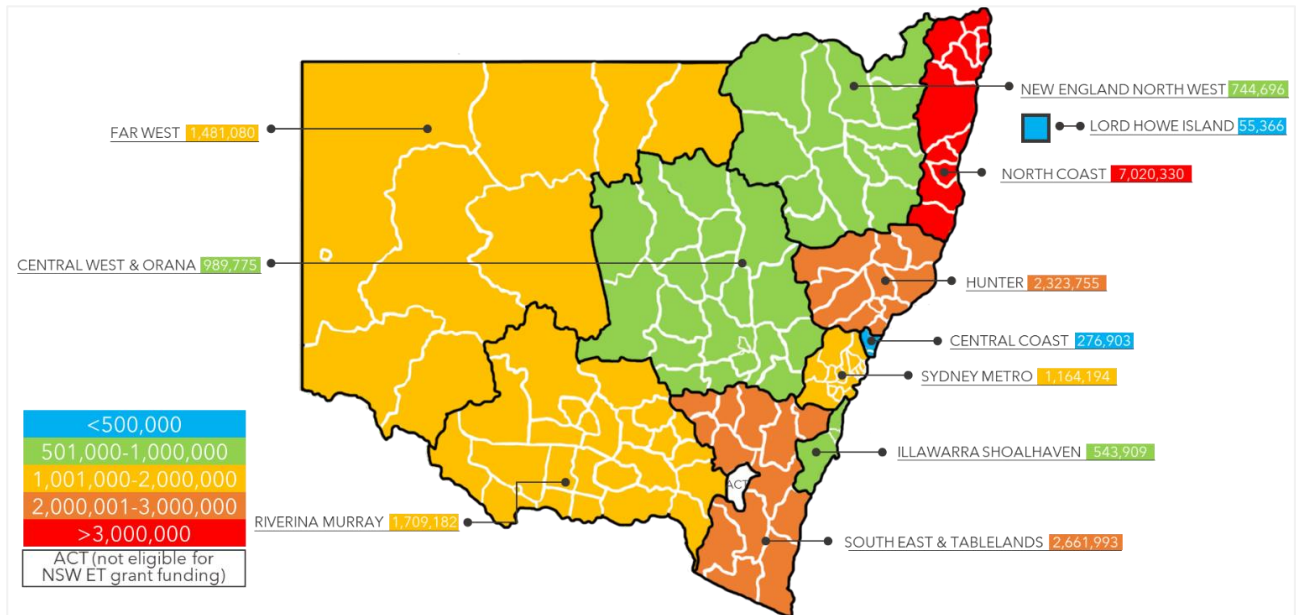 NEW ENGLAND NORTH WEST 744,696
LORD HOWE ISLAND 55,366
FAR WEST 1,481,080
NORTH COAST 7,020,330
CENTRAL WEST & ORANA 989,775
HUNTER 2,323,755
CENTRAL COAST 276,903
SYDNEY METRO 1,164,194
<500,000
501,000-1,000,000
1,001,000-2,000,000
2,000,001-3,000,000
>3,000,000
ACT (not eligible for
NSW ET grant funding)
ILLAWARRA SHOALHAVEN 543,909
ACT
RIVERINA MURRAY 1,709,182
SOUTH EAST & TABLELANDS 2,661,993